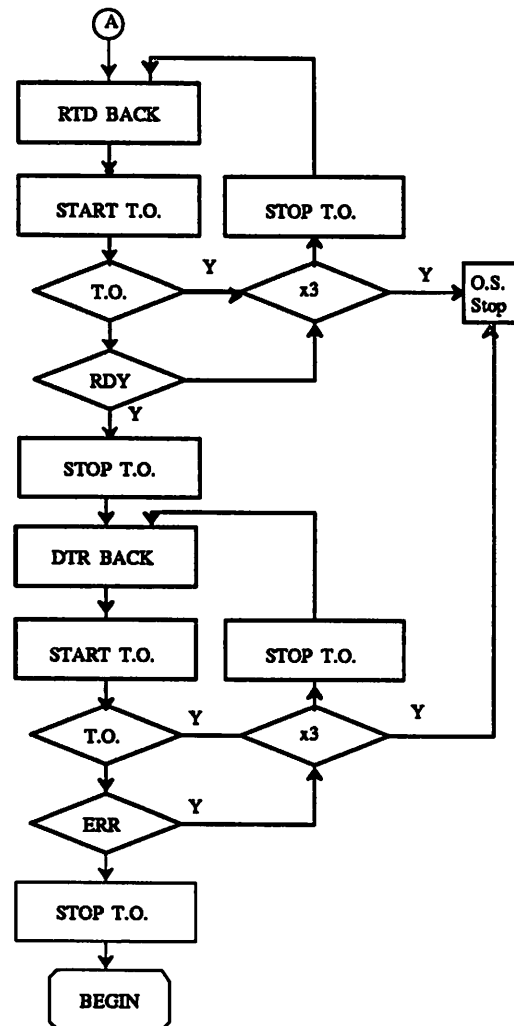 A
RTD BACK
START T.O.
STOP T.O.
T.O.
Y
x3
Y
O.S.
Stop
RDY
Y
STOP T.O.
DTR BACK
START T.O.
STOP T.O.
T.O.
Y
x3
Y
ERR
Y
STOP T.O.
BEGIN